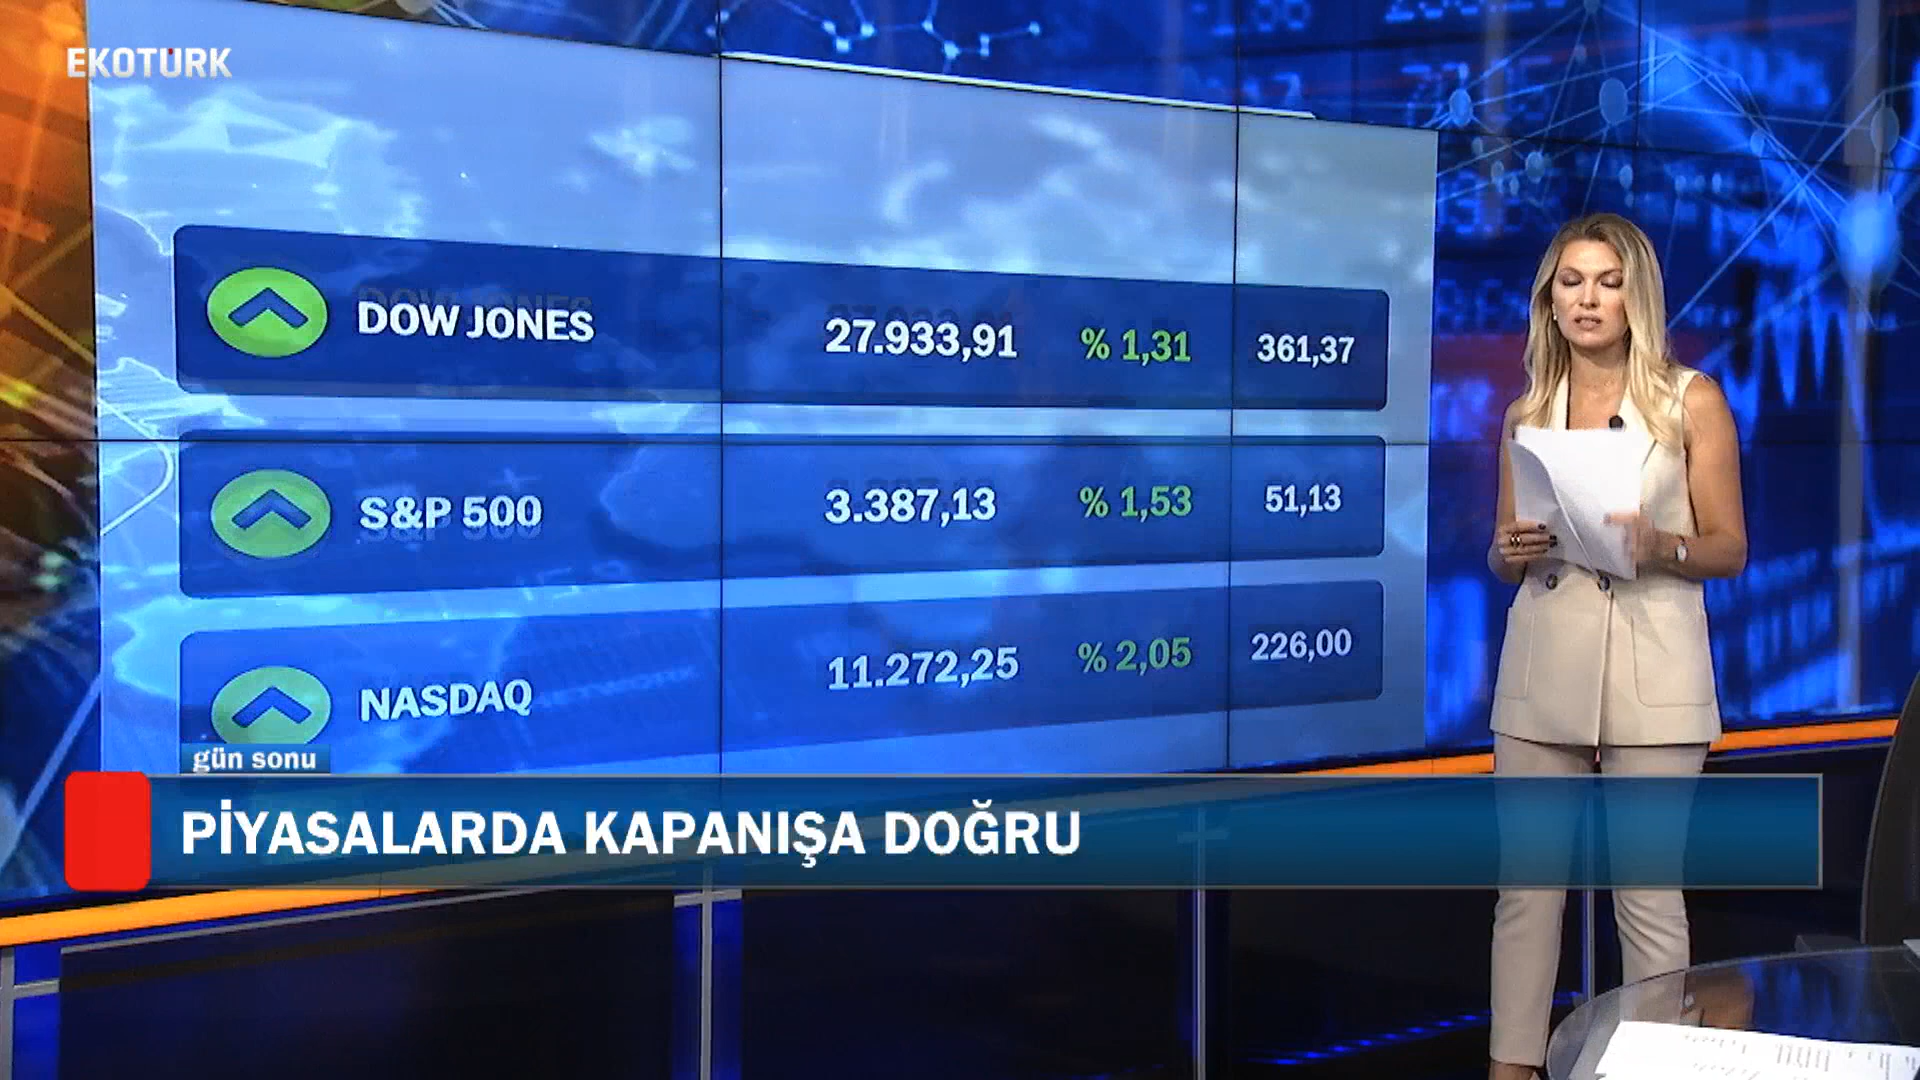 EKOTÜRK
DOW JONES 27.933,91 % 1,31 361,37
S&P 500 3.387,13 % 1,53 51,13
NASDAQ 11.272,25 % 2,05 226,00
gün sonu
PİYASALARDA KAPANIŞA DOĞRU